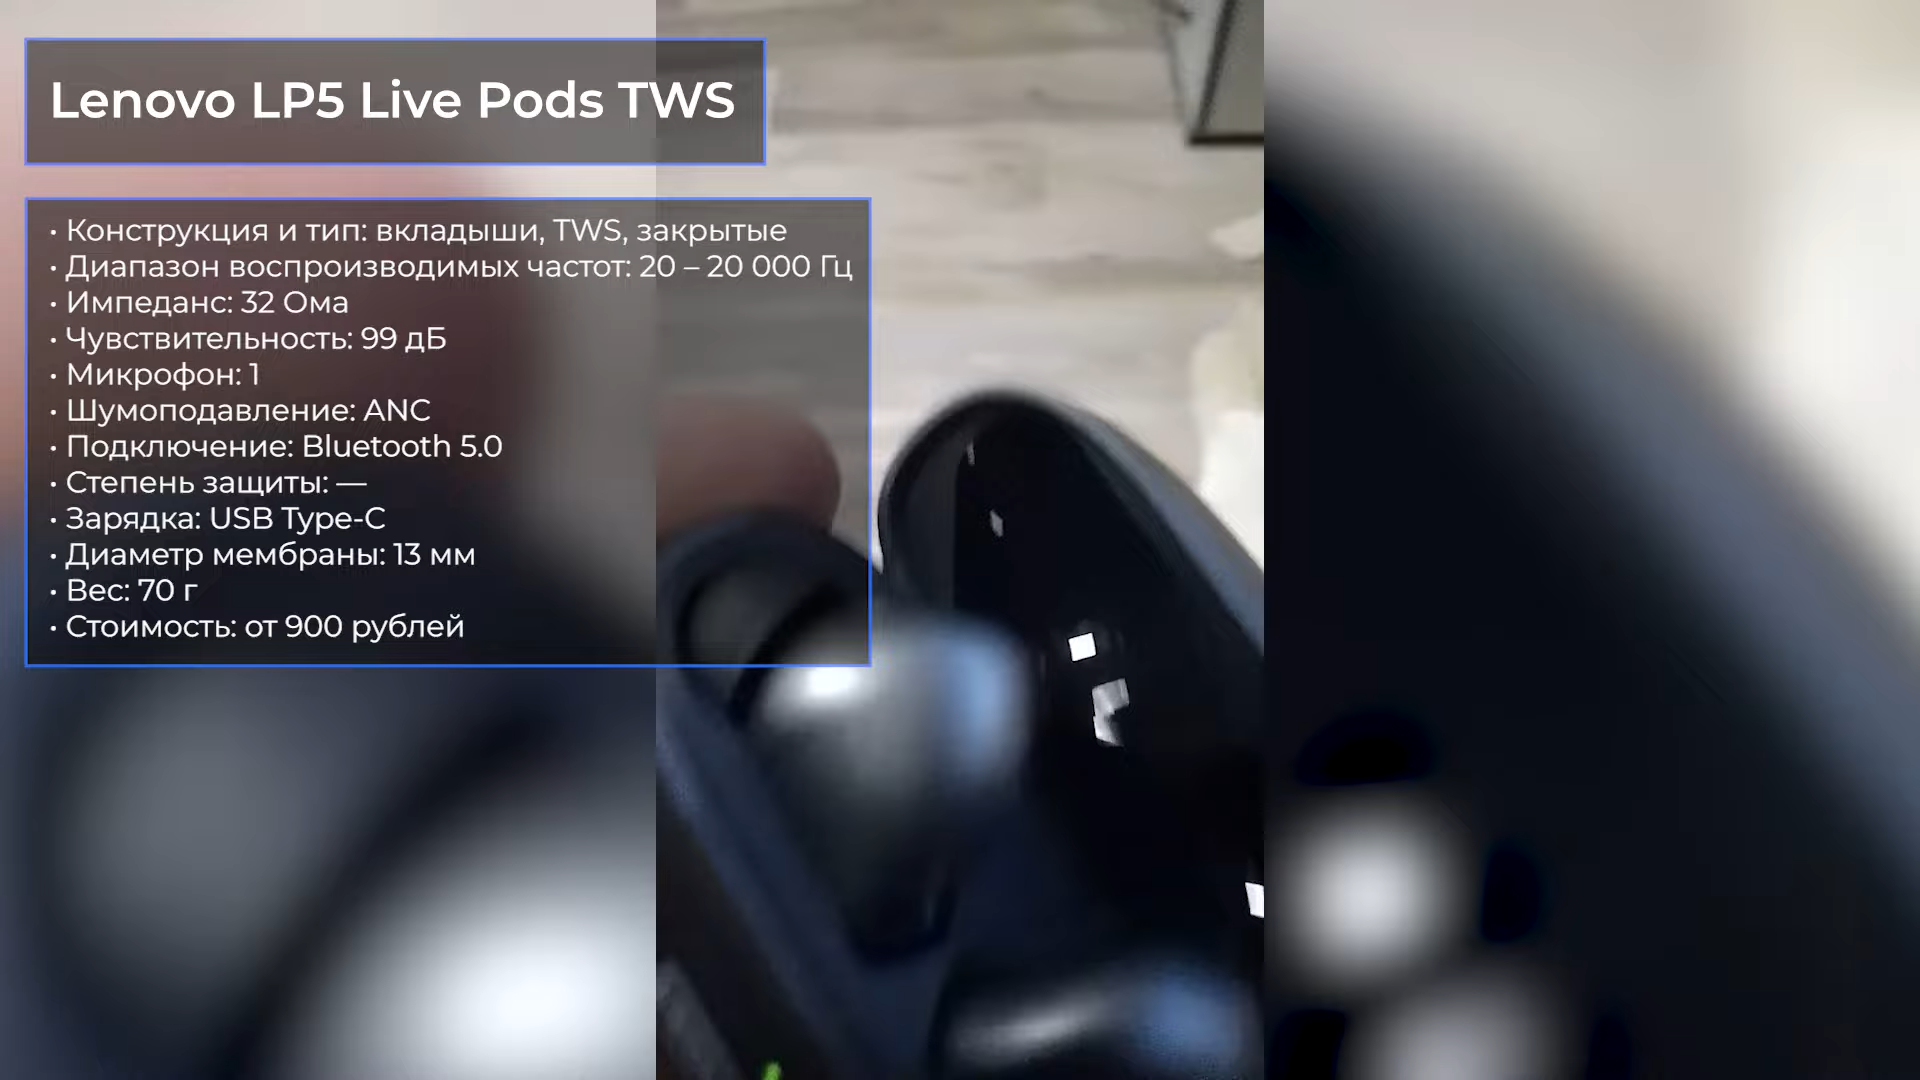 Lenovo LP5 Live Pods TWS
• Конструкция и тип: вкладыши, TWS, закрытые
• Диапазон воспроизводимых частот: 20 – 20 000 Гц
• Импеданс: 32 Ома
• Чувствительность: 99 дБ
• Микрофон: 1
• Шумоподавление: ANC
• Подключение: Bluetooth 5.0
• Степень защиты: —
• Зарядка: USB Type-C
• Диаметр мембраны: 13 мм
• Вес: 70 г
• Стоимость: от 900 рублей